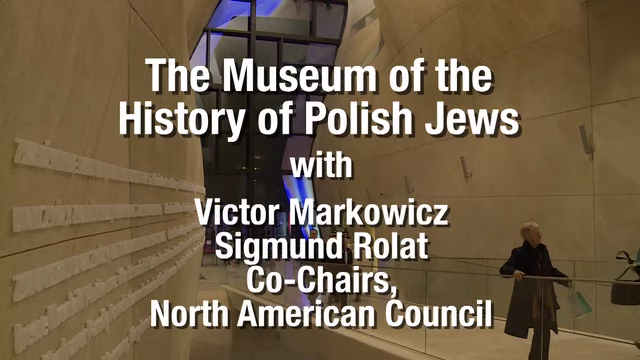 The Museum of the
History of Polish Jews
with
Victor Markowicz
Sigmund Rolat
Co-Chairs,
North American Council